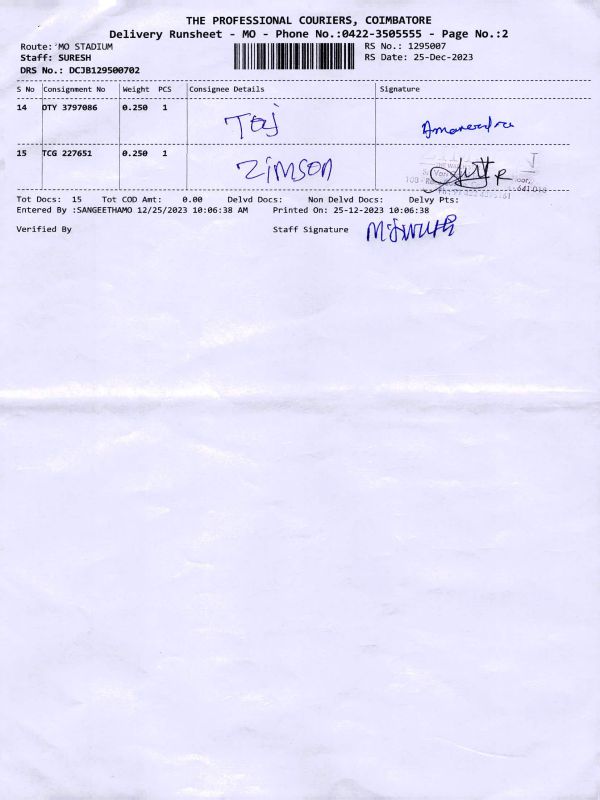 THE PROFESSIONAL COURIERS, COIMBATORE
Delivery Runsheet - MO - Phone No.:0422-3505555 - Page No.:2
Route: MO STADIUM
RS No.: 1295007
Staff: SURESH
RS Date: 25-Dec-2023
DRS No.: DCJB129500702
S No Consignment No Weight PCS Consignee Details Signature
14 OTY 3797086 0.250 1 Taj Amarendra
15 TCG 227651 0.250 1 Zimson
Tot Docs: 15 Tot COD Amt: 0.00 Delvd Docs: Non Delvd Docs: Delvy Pts:
Entered By :SANGEETHAMO 12/25/2023 10:06:38 AM Printed On: 25-12-2023 10:06:38
Verified By Staff Signature